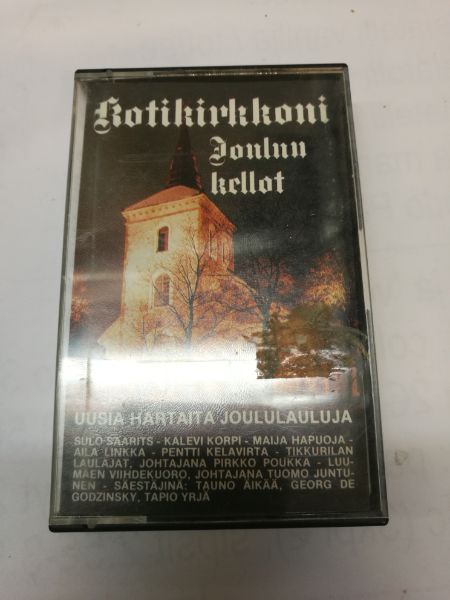 Kotikirkkoni
Joulun
kellot
UUSIA HARTAITA JOULULAULUJA
SULO SAARITS - KALEVI KORPI - MAIJA HAPUOJA -
AILA LINKKA - PENTTI KELAVIRTA - TIKKURILAN
LAULAJAT, JOHTAJANA PIRKKO POUKKA - LUU-
MÄEN VIIHDEKUORO, JOHTAJANA TUOMO JUNTU-
NEN - SÄESTÄJINÄ: TAUNO ÄIKÄÄ, GEORG DE
GODZINSKY, TAPIO YRJÄ